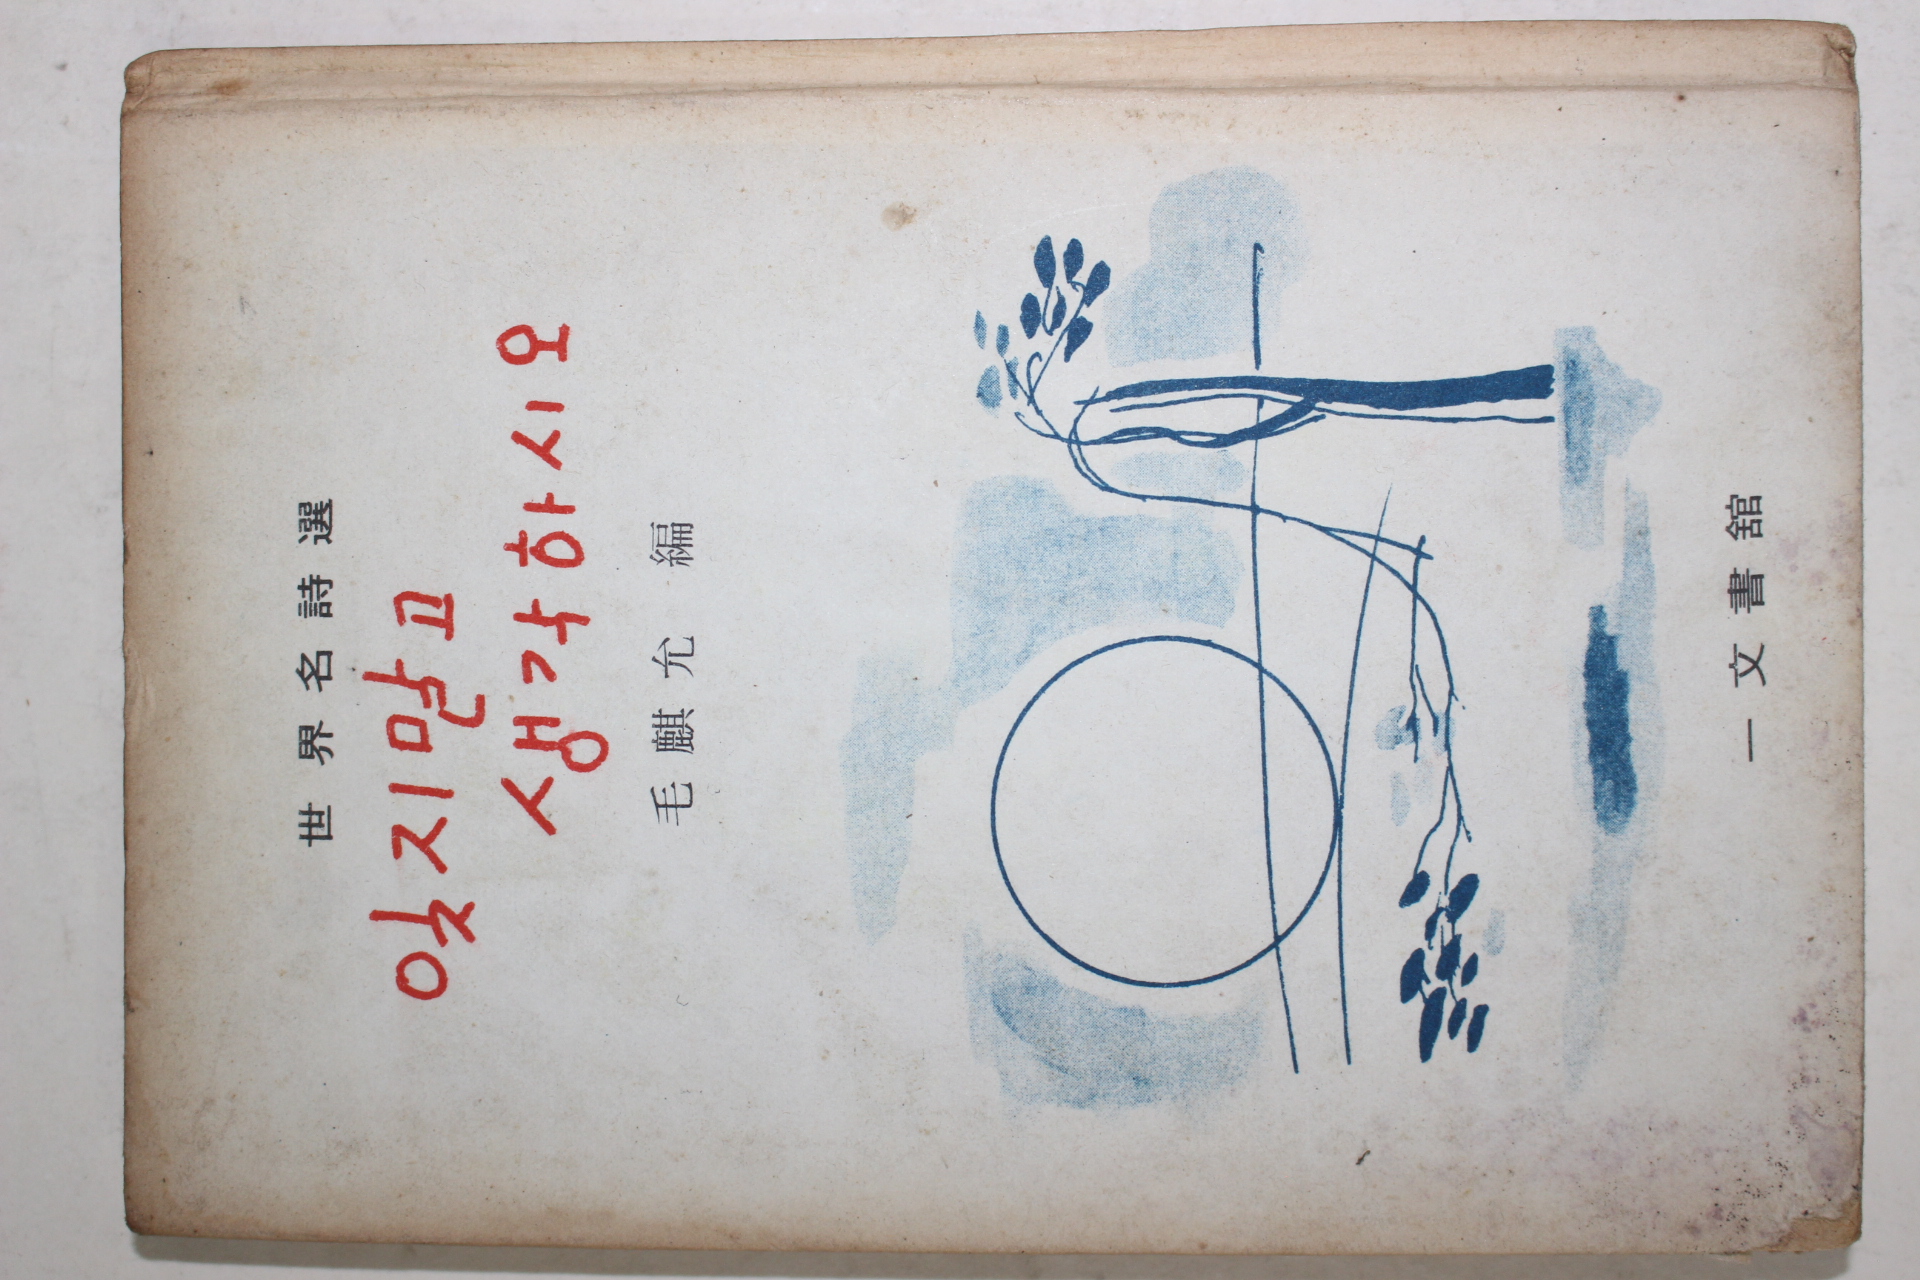 世界名詩選
잊지말고
생각하시오
毛麒允 編
一文書舘